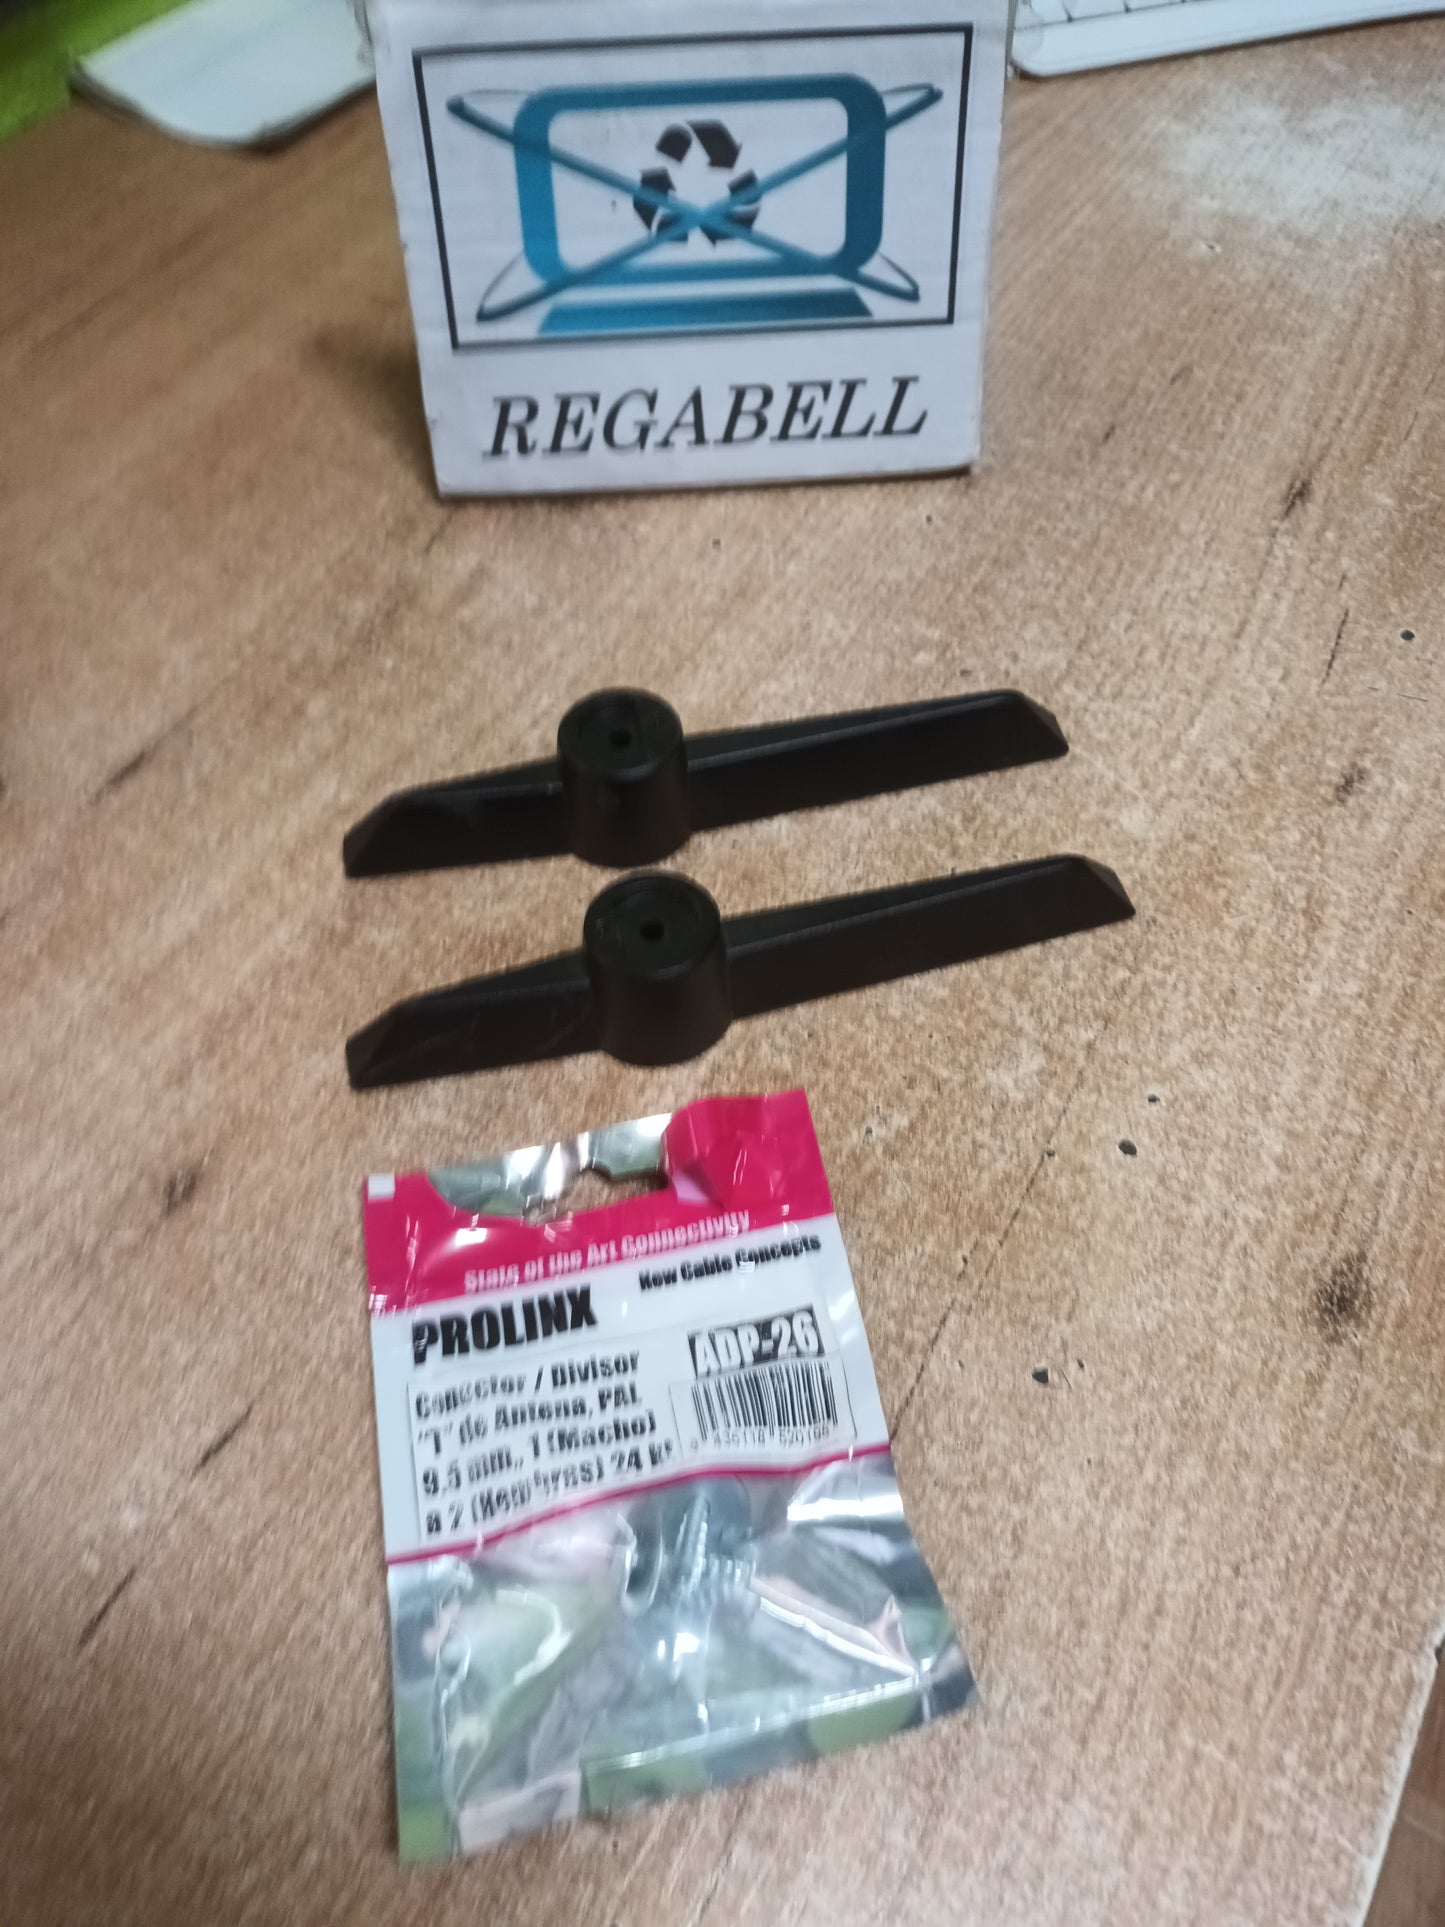 REGABELL
State of the Art Connectivity
New Cable Concepts
PROLINX
ADP-26
Conector / Divisor
"T" de Antena, PAL
9.5 mm., 1 (Macho)
a 2 (Hembras) 24 k